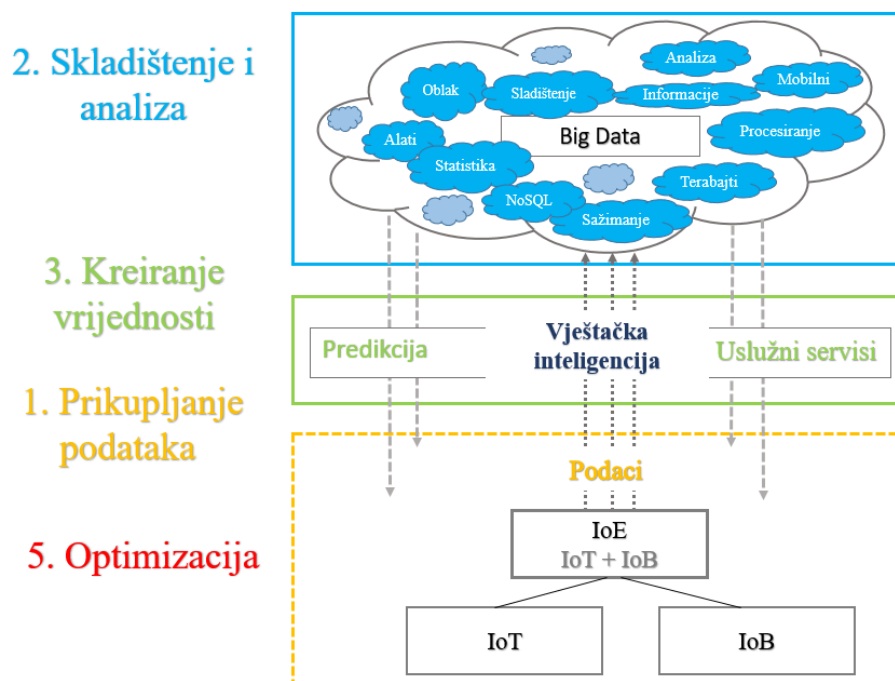 2. Skladištenje i
analiza
3. Kreiranje
vrijednosti
1. Prikupljanje
podataka
5. Optimizacija
Analiza
Mobilni
Oblak
Sladištenje
Informacije
Alati
Big Data
Procesiranje
Statistika
Terabajti
NoSQL
Sažimanje
Predikcija
Vještačka
inteligencija
Uslužni servisi
Podaci
IoE
IoT + IoB
IoT
IoB